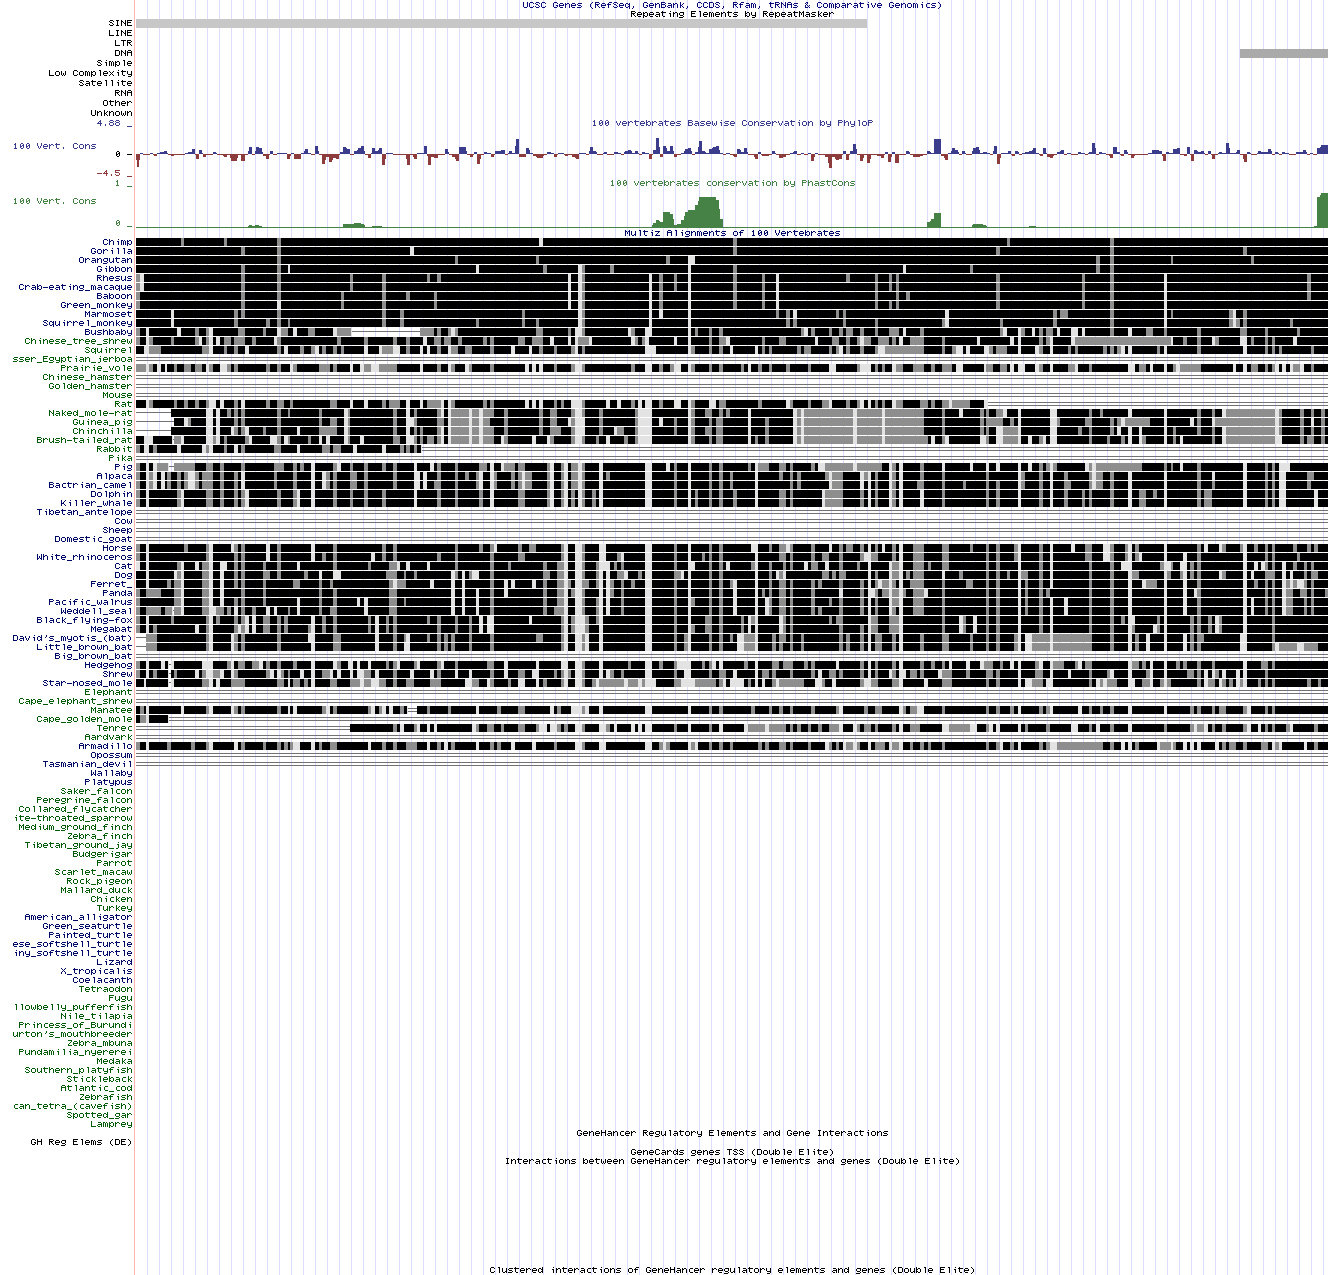 UCSC Genes (RefSeq, GenBank, CCDS, Rfam, tRNAs & Comparative Genomics)
Repeating Elements by RepeatMasker
SINE
LINE
LTR
DNA
Simple
Low Complexity
Satellite
RNA
Other
Unknown
100 vertebrates Basewise Conservation by PhyloP
4.88 _
100 Vert. Cons
0 _
-4.5 _
100 vertebrates conservation by PhastCons
1 _
100 Vert. Cons
0 _
Multiz Alignments of 100 Vertebrates
Chimp
Gorilla
Orangutan
Gibbon
Rhesus
Crab-eating_macaque
Baboon
Green_monkey
Marmoset
Squirrel_monkey
Bushbaby
Chinese_tree_shrew
Squirrel
sser_Egyptian_jerboa
Prairie_vole
Chinese_hamster
Golden_hamster
Mouse
Rat
Naked_mole-rat
Guinea_pig
Chinchilla
Brush-tailed_rat
Rabbit
Pika
Pig
Alpaca
Bactrian_camel
Dolphin
Killer_whale
Tibetan_antelope
Cow
Sheep
Domestic_goat
Horse
White_rhinoceros
Cat
Dog
Ferret_
Panda
Pacific_walrus
Weddell_seal
Black_flying-fox
Megabat
David's_myotis_(bat)
Little_brown_bat
Big_brown_bat
Hedgehog
Shrew
Star-nosed_mole
Elephant
Cape_elephant_shrew
Manatee
Cape_golden_mole
Tenrec
Aardvark
Armadillo
Opossum
Tasmanian_devil
Wallaby
Platypus
Saker_falcon
Peregrine_falcon
Collared_flycatcher
ite-throated_sparrow
Medium_ground_finch
Zebra_finch
Tibetan_ground_jay
Budgerigar
Parrot
Scarlet_macaw
Rock_pigeon
Mallard_duck
Chicken
Turkey
American_alligator
Green_seaturtle
Painted_turtle
ese_softshell_turtle
iny_softshell_turtle
Lizard
X_tropicalis
Coelacanth
Tetraodon
Fugu
llowbelly_pufferfish
Nile_tilapia
Princess_of_Burundi
urton's_mouthbreeder
Zebra_mbuna
Pundamilia_nyererei
Medaka
Southern_platyfish
Stickleback
Atlantic_cod
Zebrafish
can_tetra_(cavefish)
Spotted_gar
Lamprey
GeneHancer Regulatory Elements and Gene Interactions
GH Reg Elems (DE)
GeneCards genes TSS (Double Elite)
Interactions between GeneHancer regulatory elements and genes (Double Elite)
Clustered interactions of GeneHancer regulatory elements and genes (Double Elite)